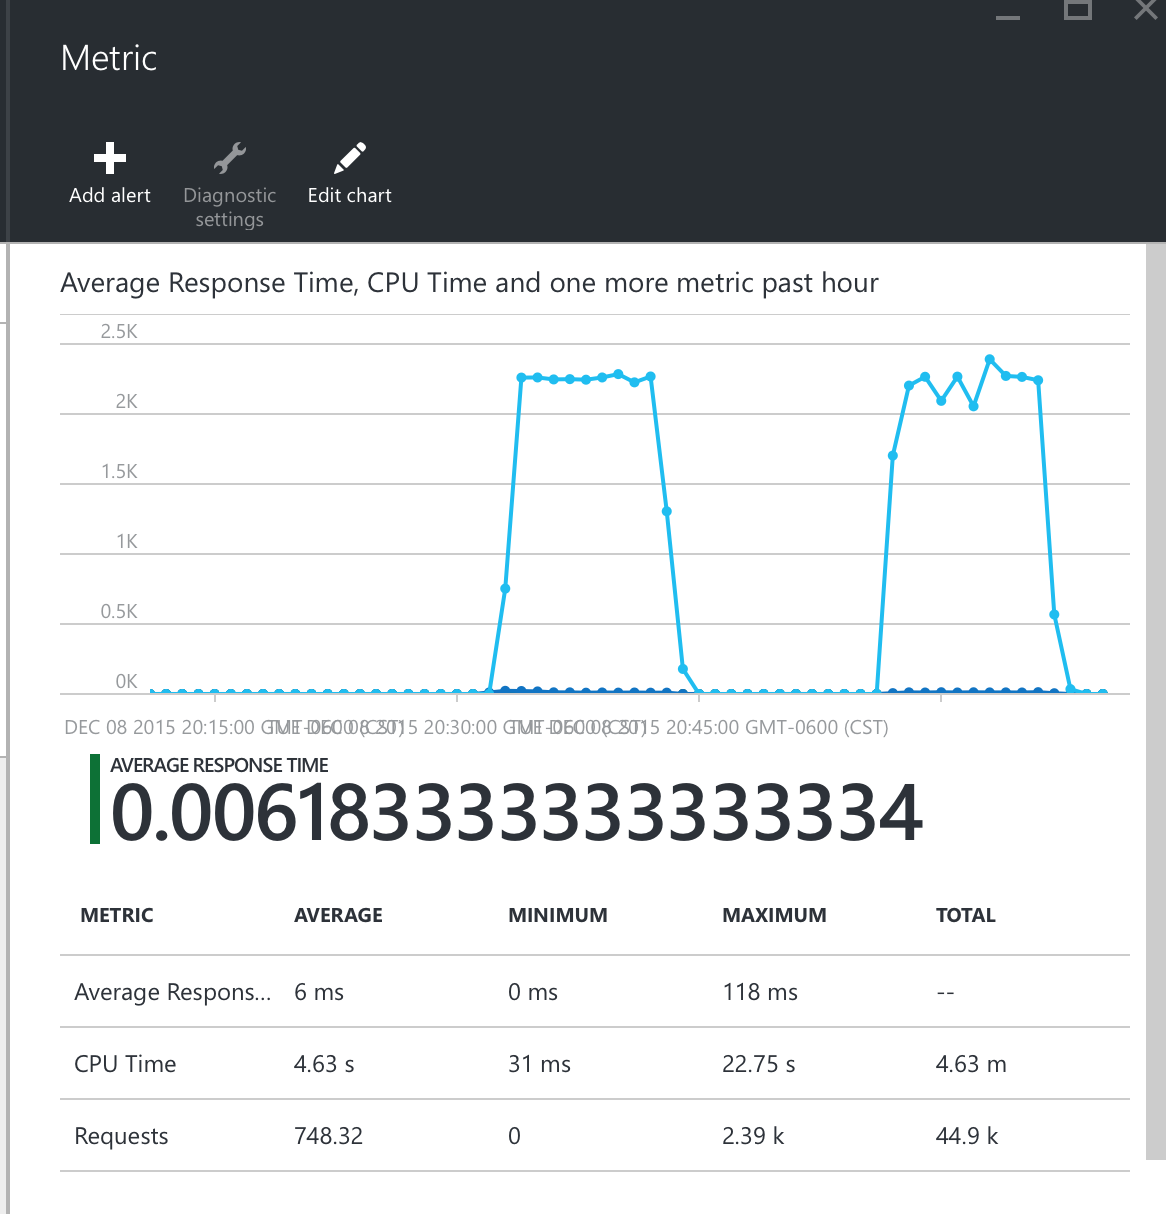 Metric
Add alert
Diagnostic settings
Edit chart
Average Response Time, CPU Time and one more metric past hour
2.5K
2K
1.5K
1K
0.5K
0K
DEC 08 2015 20:15:00 GMT-0600 (CST)
TUE DEC 08 2015 20:30:00 GMT-0600 (CST)
TUE DEC 08 2015 20:45:00 GMT-0600 (CST)
AVERAGE RESPONSE TIME
0.0061833333333333334
METRIC AVERAGE MINIMUM MAXIMUM TOTAL
Average Respons... 6 ms 0 ms 118 ms --
CPU Time 4.63 s 31 ms 22.75 s 4.63 m
Requests 748.32 0 2.39 k 44.9 k